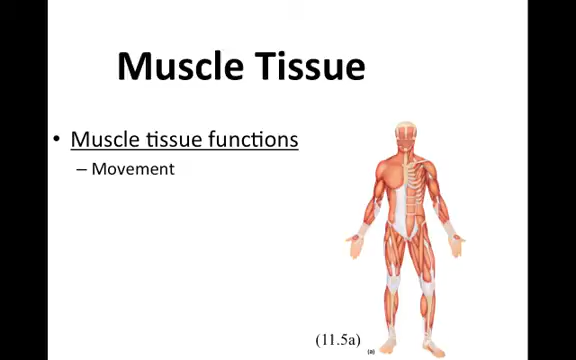 Muscle Tissue
• Muscle tissue functions
– Movement
(11.5a)
(a)